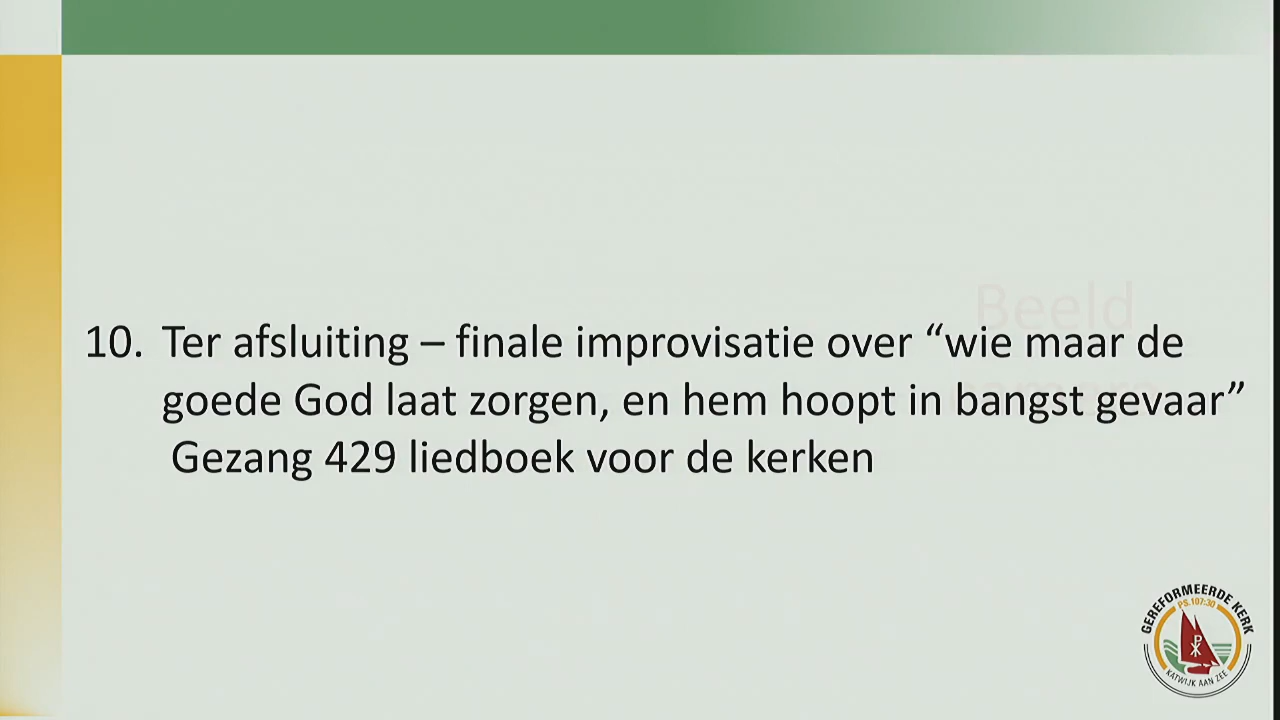 Beeld
10. Ter afsluiting – finale improvisatie over “wie maar de
camera
goede God laat zorgen, en hem hoopt in bangst gevaar”
Gezang 429 liedboek voor de kerken
GEREFORMEERDE KERK
PS.107:30
KATWIJK AAN ZEE